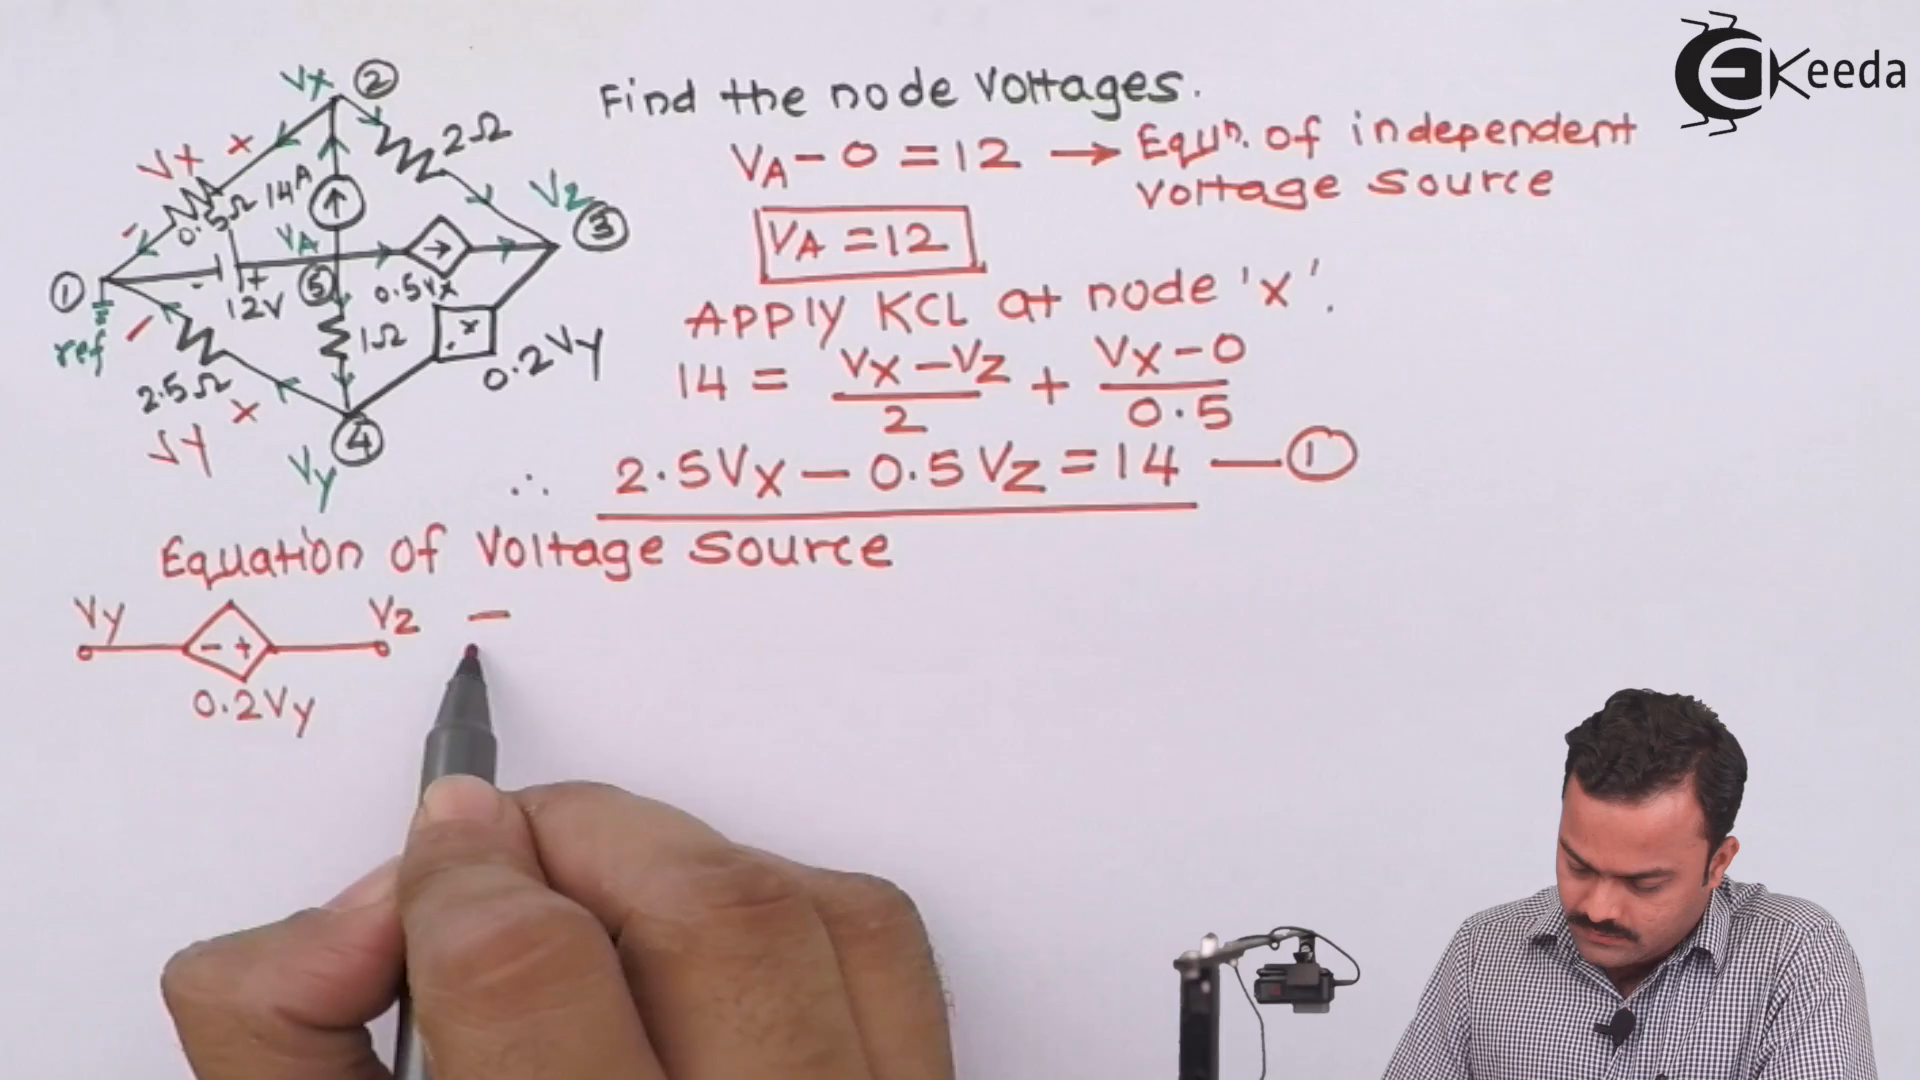 EKeeda
Find the node Voltages.
VA - 0 = 12 → Equⁿ. of independent
voltage source
VA = 12
Apply KCL at node 'x'.
14 = (Vx - Vz)/2 + (Vx - 0)/0.5
∴ 2.5Vx - 0.5Vz = 14 — ①
Vx ②
2Ω
Vx
x
-
0.5Ω
14A
Vz ③
VA
①
- +
12V
⑤
0.5Vx
ref
1Ω
0.2Vy
2.5Ω
x
Vy
④
Vy
Equation of Voltage source
Vy - + Vz -
0.2Vy